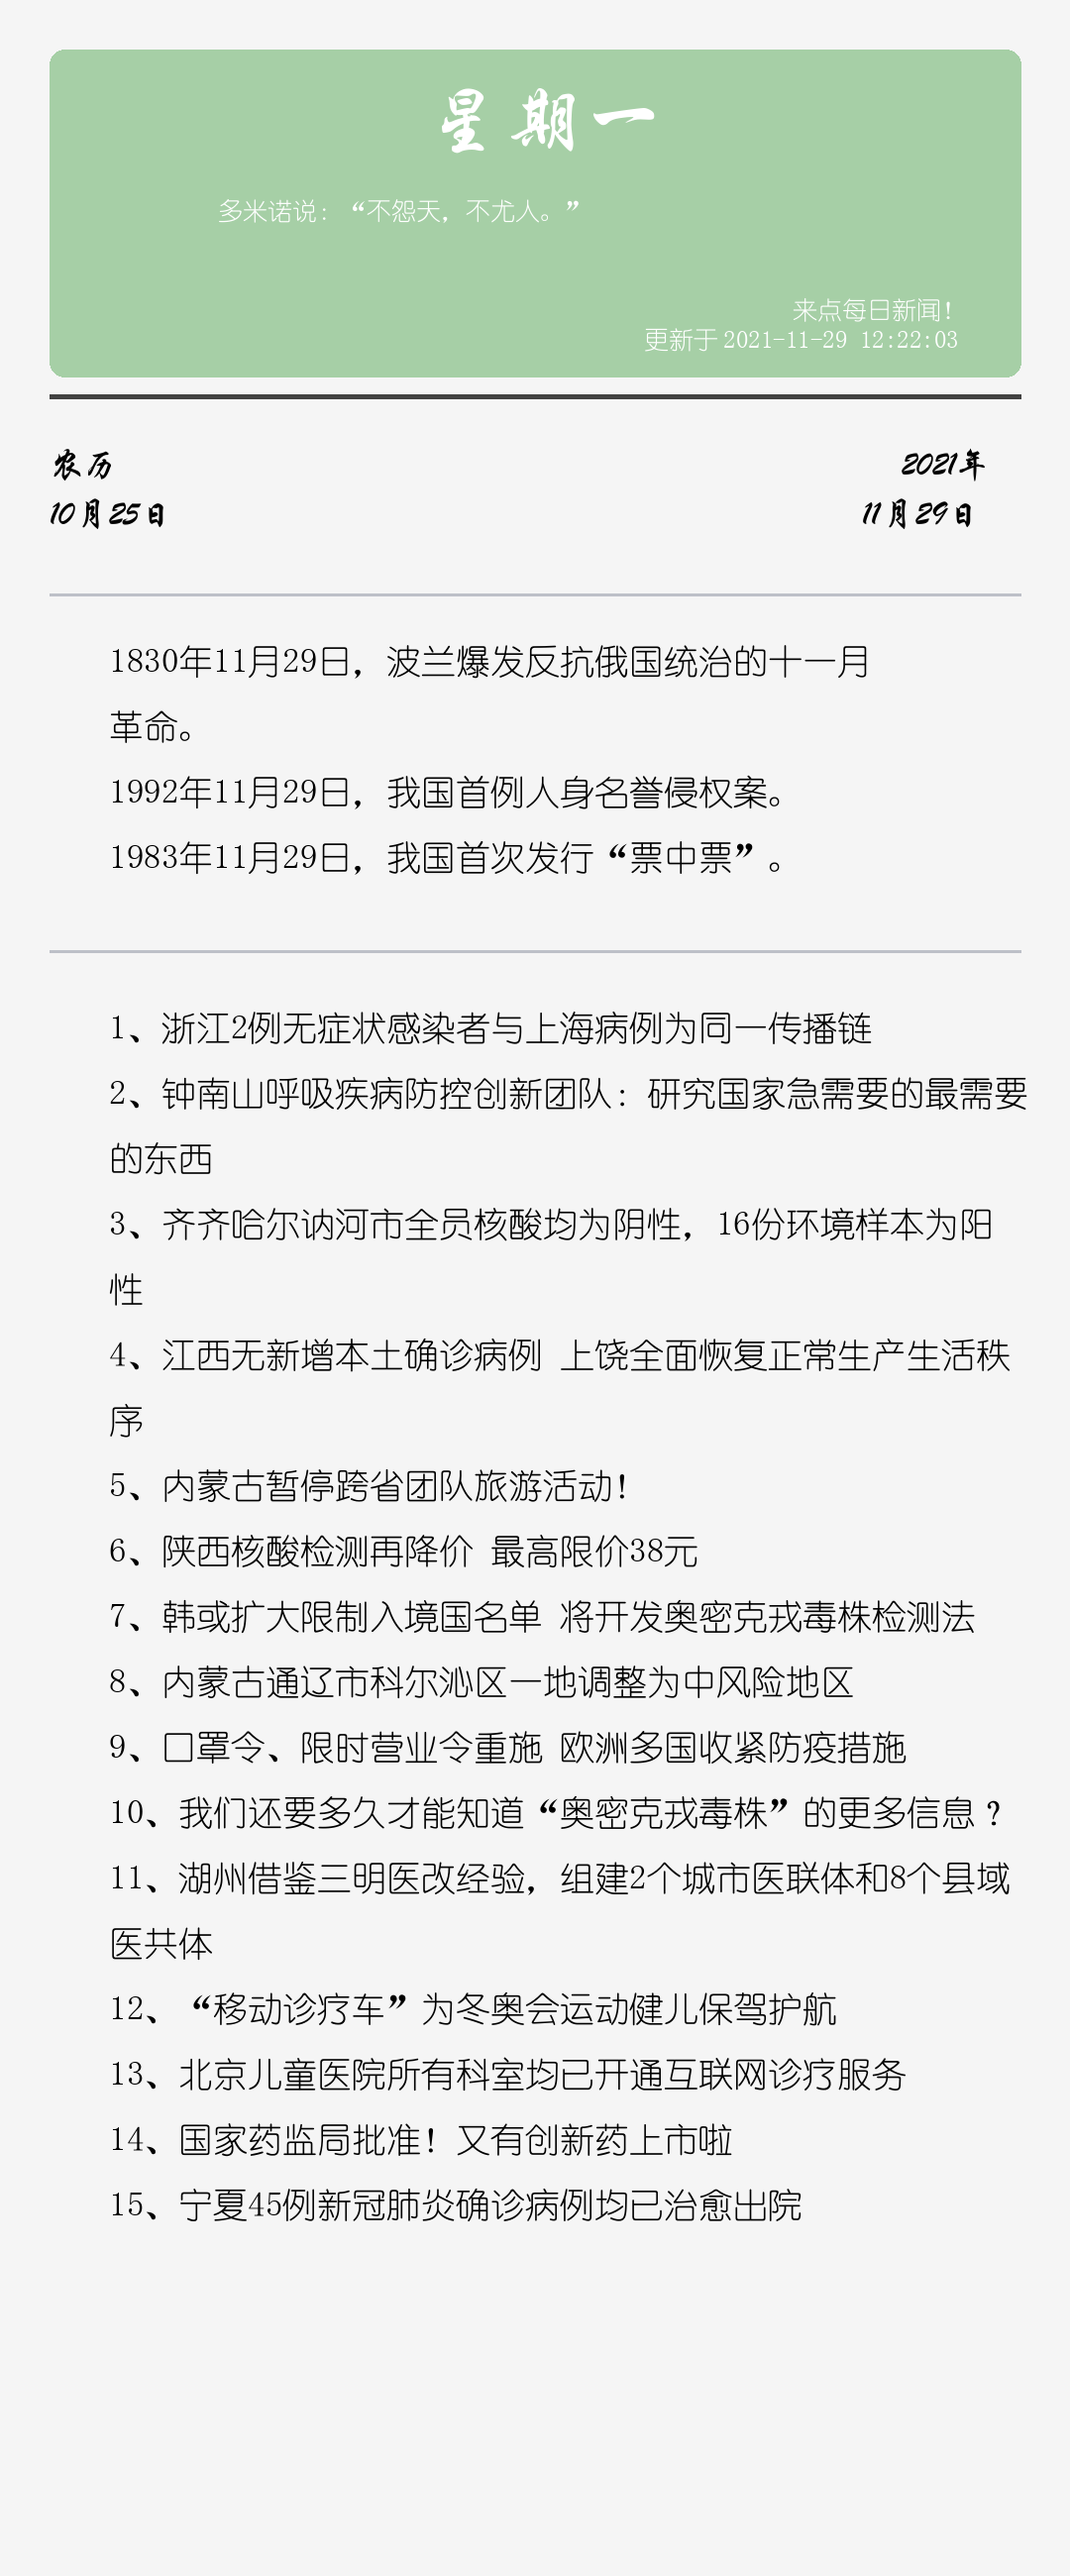 星期一
多米诺说：“不怨天，不尤人。”
来点每日新闻！
更新于 2021-11-29 12:22:03
农历
2021年
10月25日
11月29日
1830年11月29日，波兰爆发反抗俄国统治的十一月
革命。
1992年11月29日，我国首例人身名誉侵权案。
1983年11月29日，我国首次发行“票中票”。
1、浙江2例无症状感染者与上海病例为同一传播链
2、钟南山呼吸疾病防控创新团队：研究国家急需要的最需要
的东西
3、齐齐哈尔讷河市全员核酸均为阴性，16份环境样本为阳
性
4、江西无新增本土确诊病例 上饶全面恢复正常生产生活秩
序
5、内蒙古暂停跨省团队旅游活动！
6、陕西核酸检测再降价 最高限价38元
7、韩或扩大限制入境国名单 将开发奥密克戎毒株检测法
8、内蒙古通辽市科尔沁区一地调整为中风险地区
9、口罩令、限时营业令重施 欧洲多国收紧防疫措施
10、我们还要多久才能知道“奥密克戎毒株”的更多信息？
11、湖州借鉴三明医改经验，组建2个城市医联体和8个县域
医共体
12、“移动诊疗车”为冬奥会运动健儿保驾护航
13、北京儿童医院所有科室均已开通互联网诊疗服务
14、国家药监局批准！又有创新药上市啦
15、宁夏45例新冠肺炎确诊病例均已治愈出院